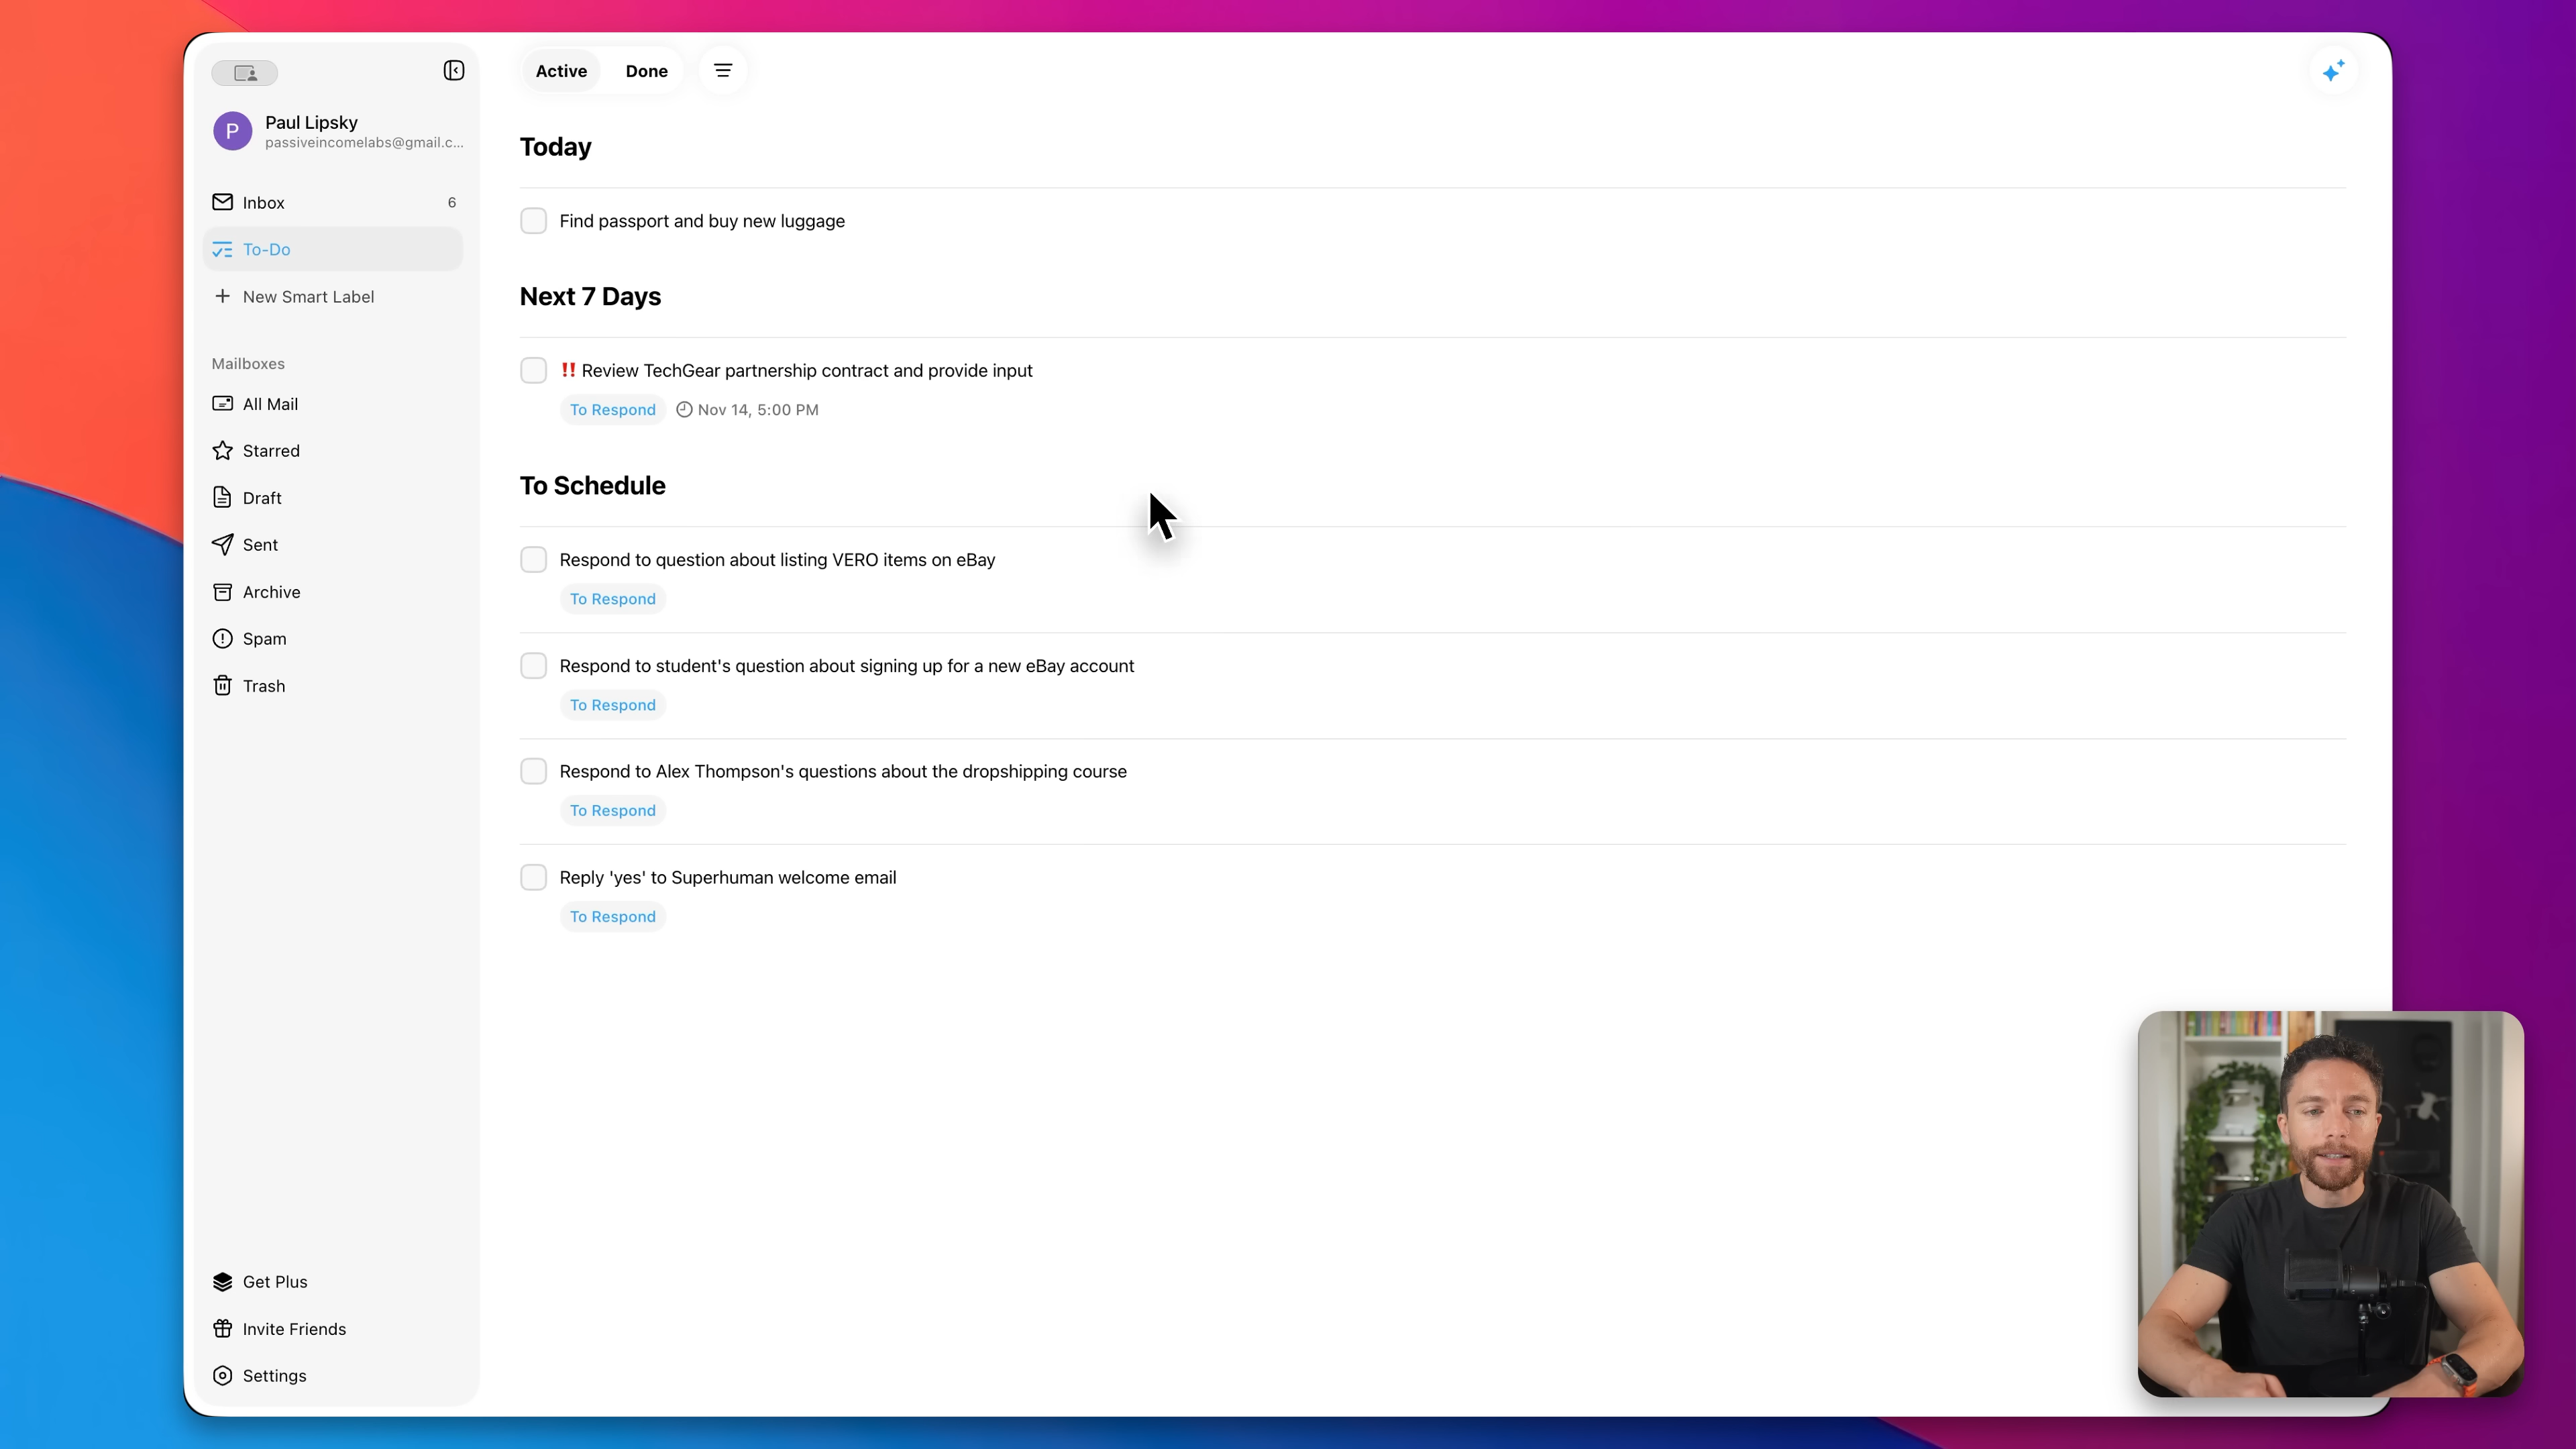 Active
Done
P
Paul Lipsky
passiveincomelabs@gmail.c...
Inbox
6
To-Do
New Smart Label
Mailboxes
All Mail
Starred
Draft
Sent
Archive
Spam
Trash
Get Plus
Invite Friends
Settings
Today
Find passport and buy new luggage
Next 7 Days
!! Review TechGear partnership contract and provide input
To Respond Nov 14, 5:00 PM
To Schedule
Respond to question about listing VERO items on eBay
To Respond
Respond to student's question about signing up for a new eBay account
To Respond
Respond to Alex Thompson's questions about the dropshipping course
To Respond
Reply 'yes' to Superhuman welcome email
To Respond